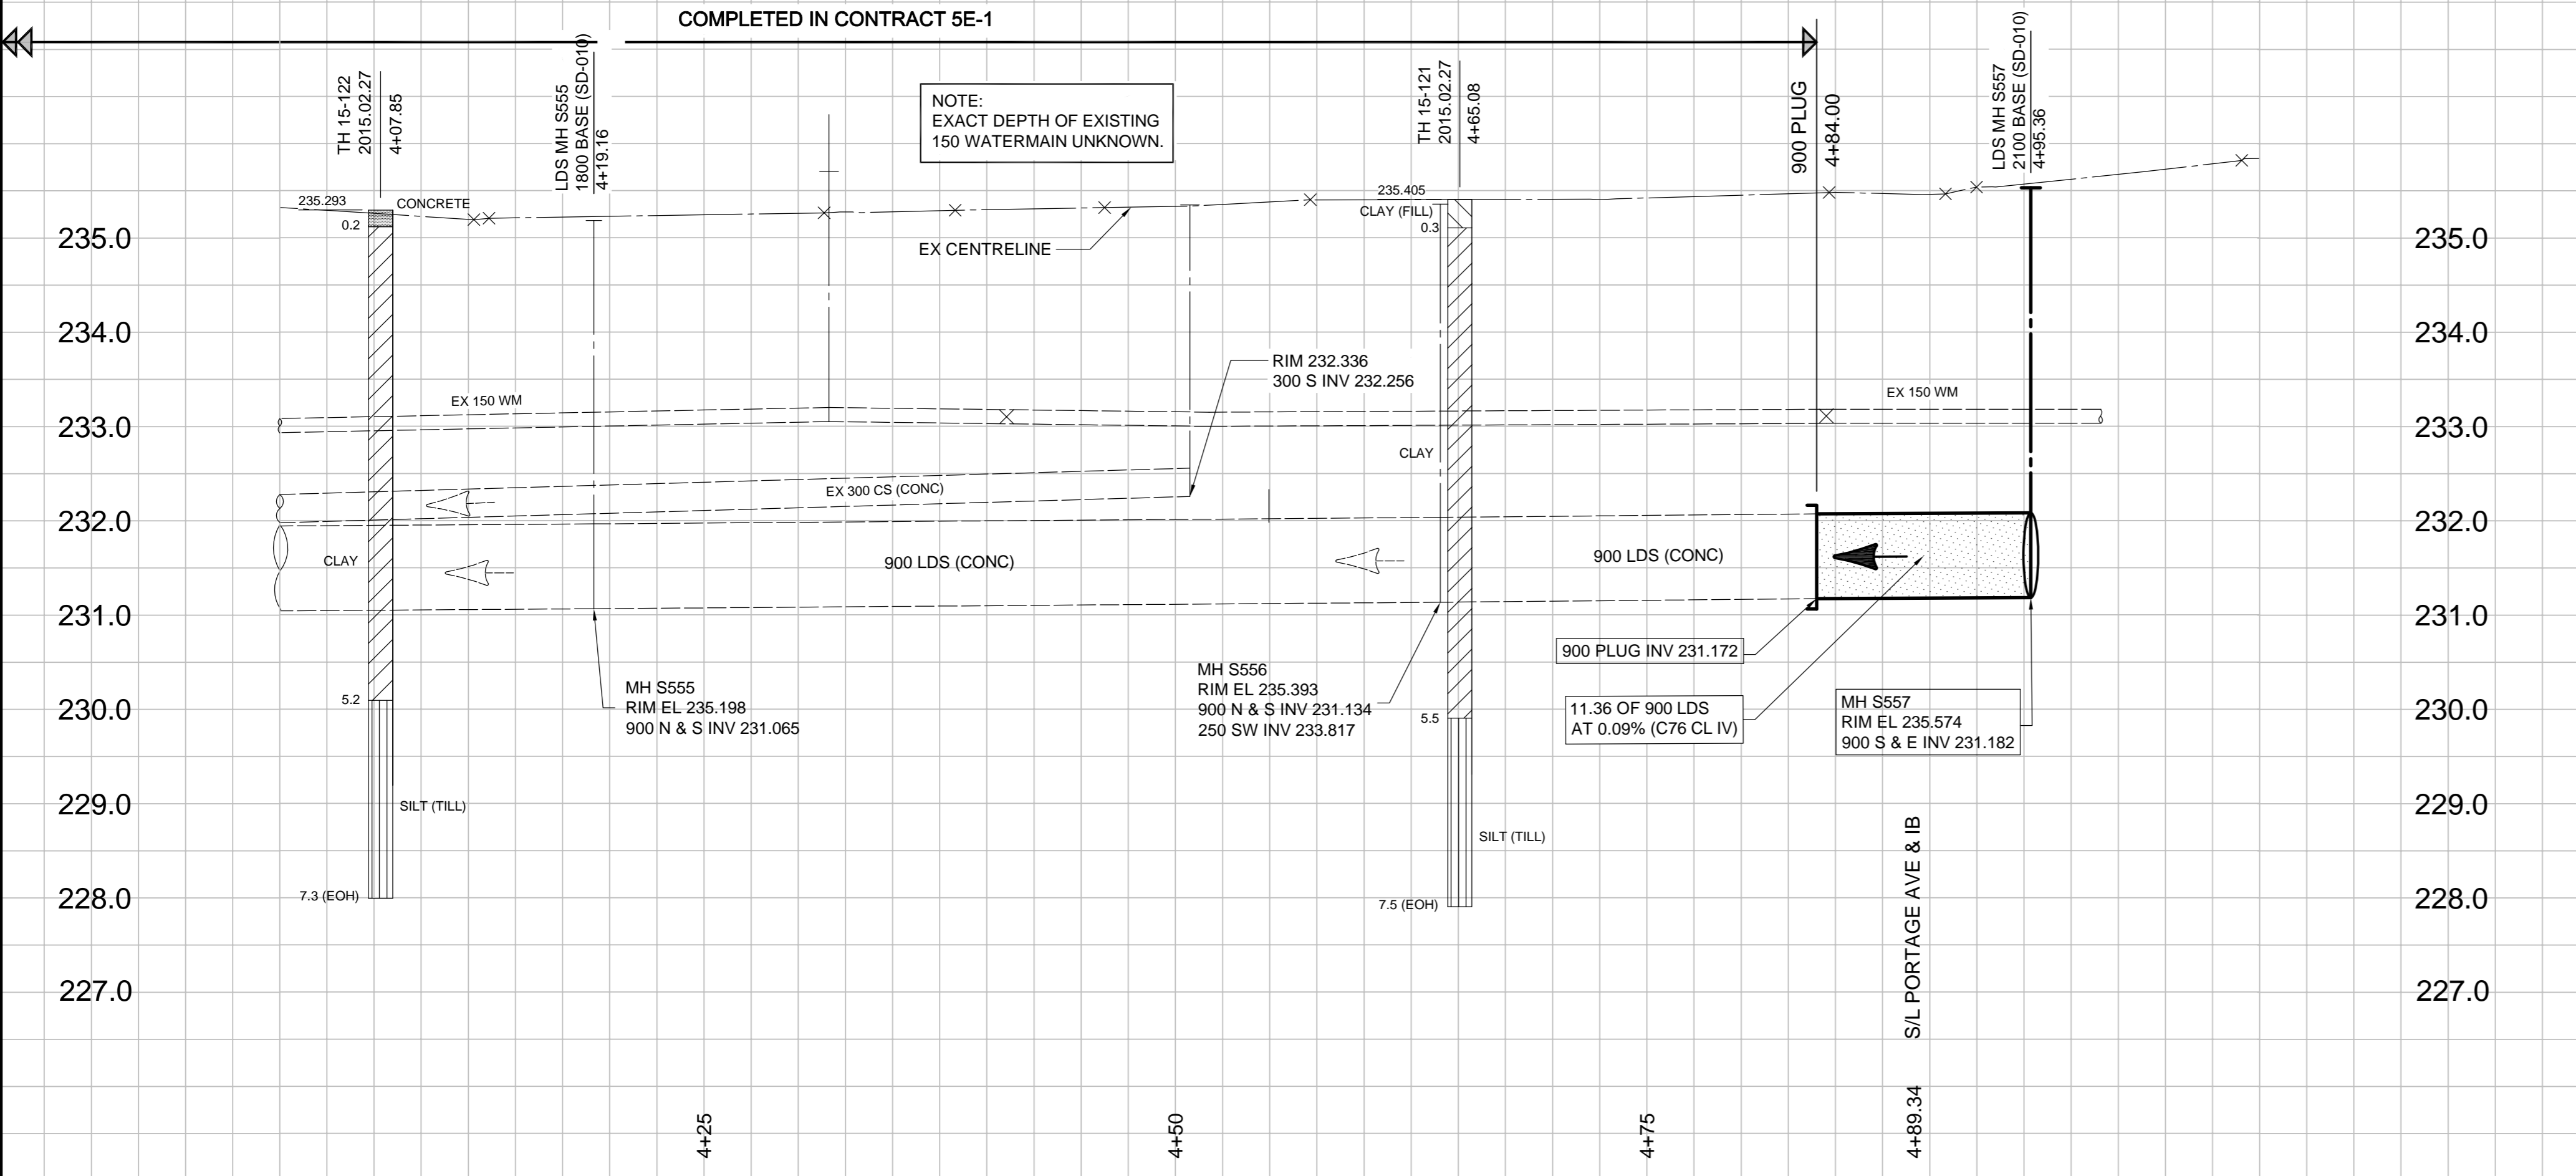 COMPLETED IN CONTRACT 5E-1
TH 15-122
2015.02.27
4+07.85
LDS MH S555
1800 BASE (SD-010)
4+19.16
NOTE:
EXACT DEPTH OF EXISTING
150 WATERMAIN UNKNOWN.
TH 15-121
2015.02.27
4+65.08
900 PLUG
4+84.00
LDS MH S557
2100 BASE (SD-010)
4+95.36
235.293
CONCRETE
0.2
EX CENTRELINE
235.405
CLAY (FILL)
0.3
235.0
235.0
234.0
234.0
RIM 232.336
300 S INV 232.256
EX 150 WM
EX 150 WM
233.0
233.0
CLAY
EX 300 CS (CONC)
232.0
232.0
CLAY
900 LDS (CONC)
900 LDS (CONC)
231.0
231.0
900 PLUG INV 231.172
MH S555
RIM EL 235.198
900 N & S INV 231.065
MH S556
RIM EL 235.393
900 N & S INV 231.134
250 SW INV 233.817
11.36 OF 900 LDS
AT 0.09% (C76 CL IV)
MH S557
RIM EL 235.574
900 S & E INV 231.182
5.2
5.5
230.0
230.0
229.0
229.0
SILT (TILL)
SILT (TILL)
7.3 (EOH)
7.5 (EOH)
228.0
228.0
227.0
227.0
S/L PORTAGE AVE & IB
4+25
4+50
4+75
4+89.34